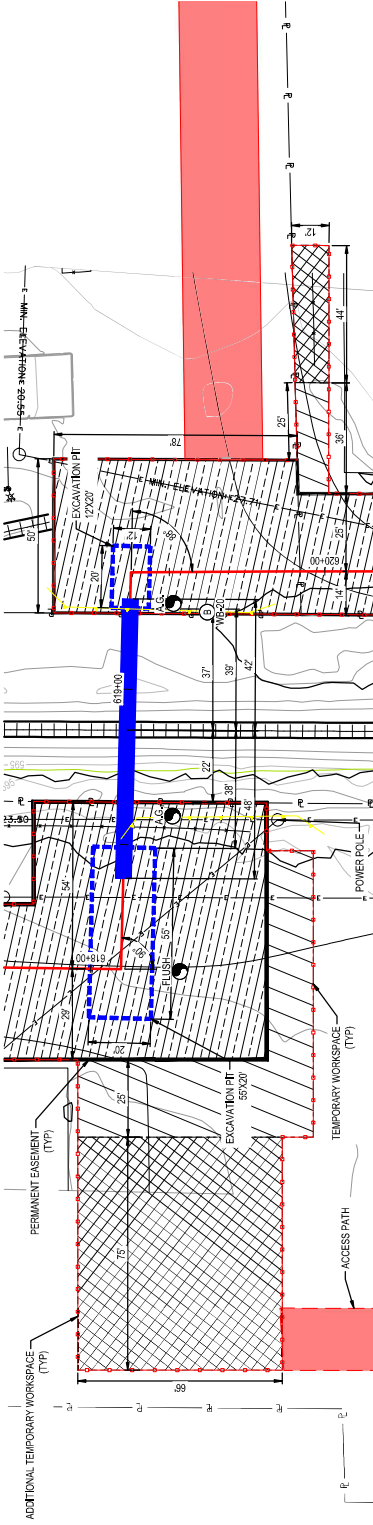 12'
44'
36'
25'
MIN. ELEVATION= 20.55
78'
EXCAVATION PIT
12'X20'
MIN. ELEVATION=
12'
50'
20'
88°
25'
14'
620+00
A.G.
B
WB-20
619+00
37'
39'
42'
22'
38'
48'
A.G.
POWER POLE
54'
618+00
90°
55'
FLUSH
29'
20'
EXCAVATION PIT
55'X20'
TEMPORARY WORKSPACE
(TYP)
PERMANENT EASEMENT
(TYP)
25'
75'
ADDITIONAL TEMPORARY WORKSPACE
(TYP)
ACCESS PATH
66'
595